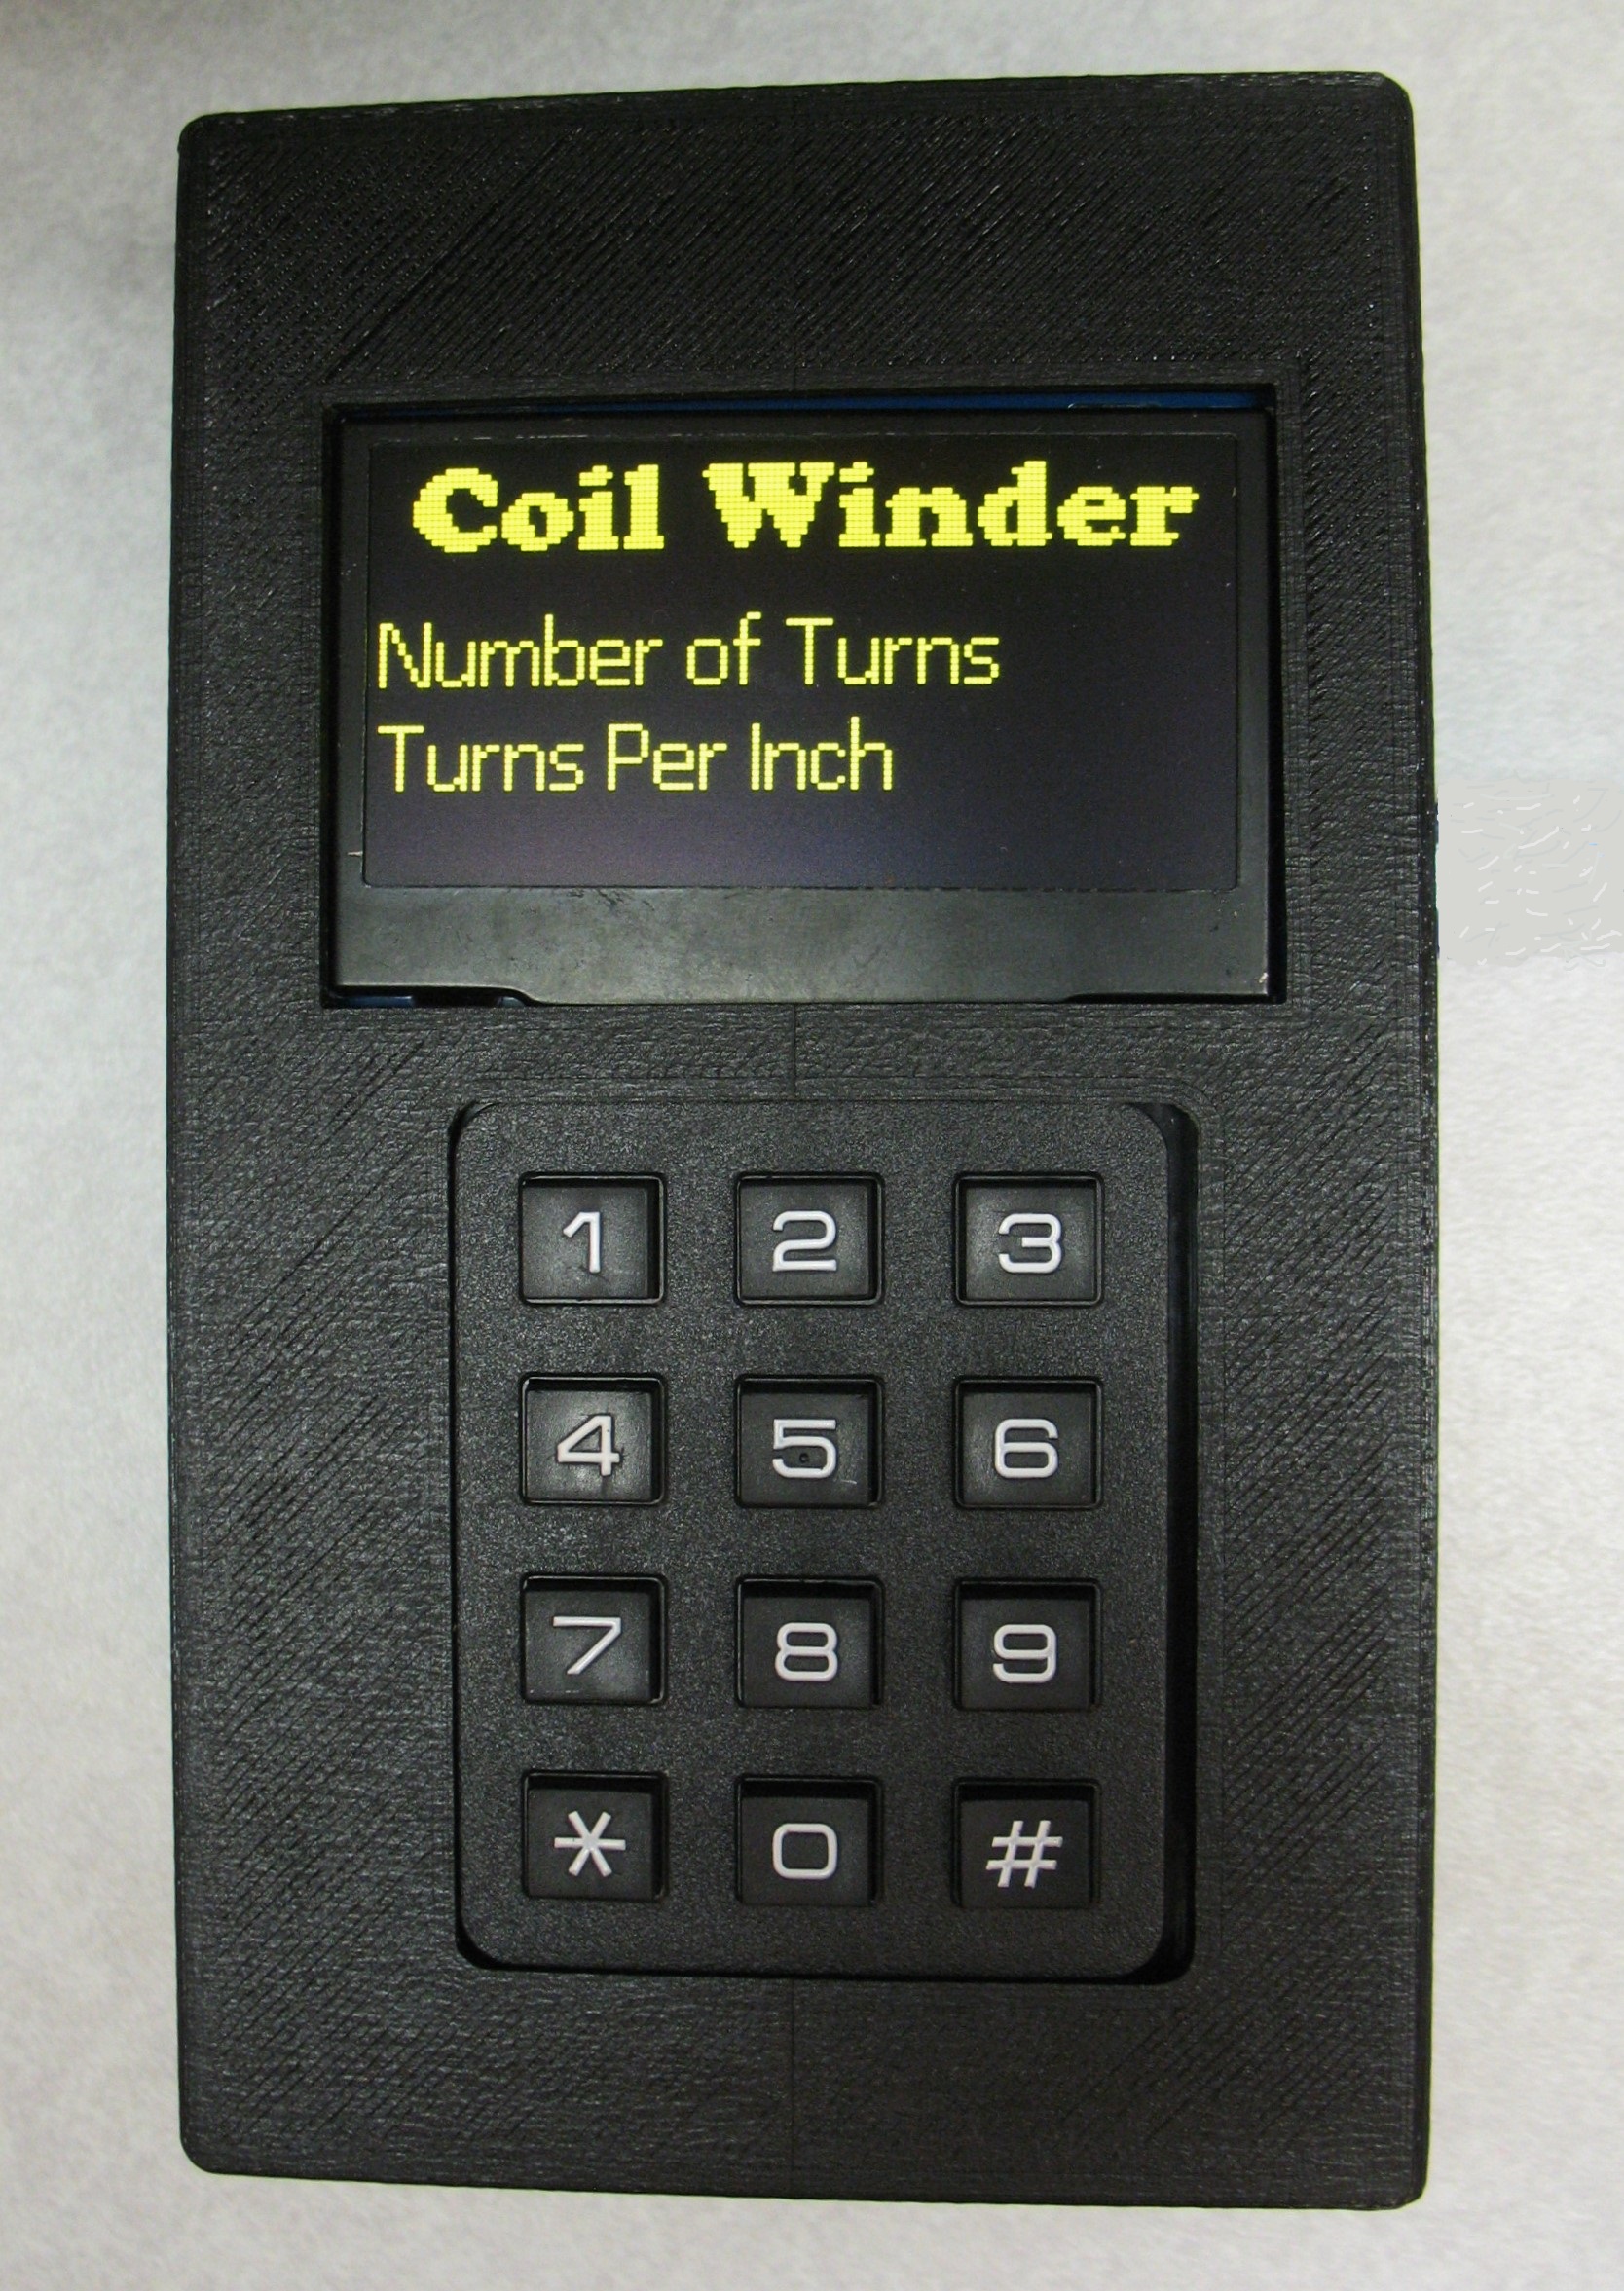 Coil Winder
Number of Turns
Turns Per Inch
1 2 3
4 5 6
7 8 9
* 0 #